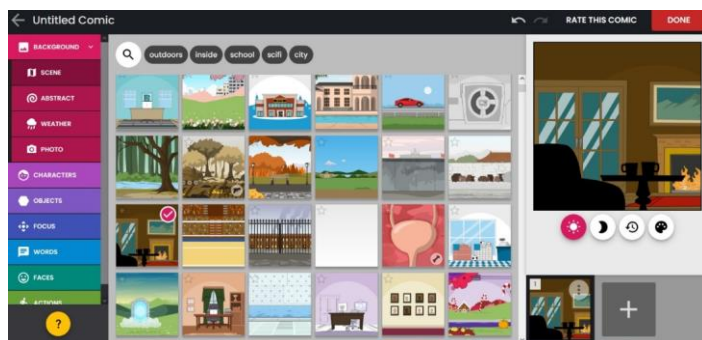 Untitled Comic
RATE THIS COMIC
DONE
BACKGROUND
SCENE
ABSTRACT
WEATHER
PHOTO
CHARACTERS
OBJECTS
FOCUS
WORDS
FACES
ACTIONS
?
outdoors inside school scifi city
1